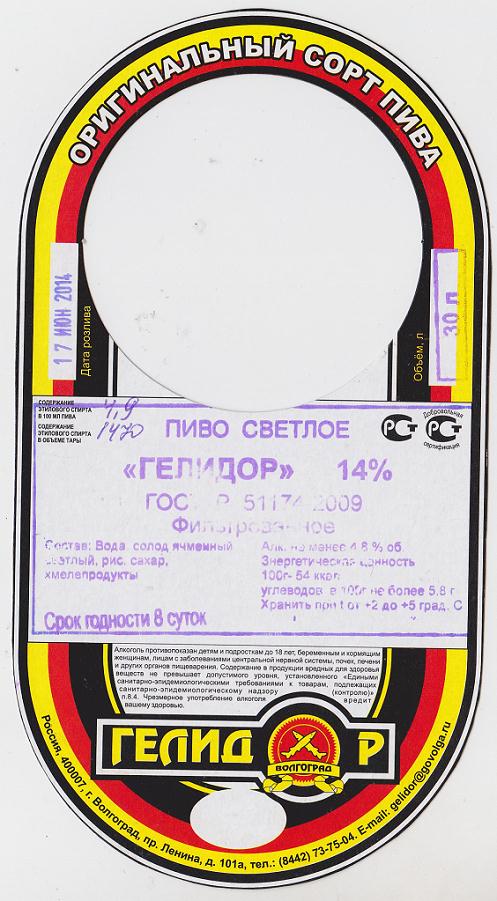 ОРИГИНАЛЬНЫЙ СОРТ ПИВА
17 ИЮН 2014
Дата розлива
Объём, л
30 Л
СОДЕРЖАНИЕ
ЭТИЛОВОГО СПИРТА
В 100 МЛ ПИВА
4,9
СОДЕРЖАНИЕ
ЭТИЛОВОГО СПИРТА
В ОБЪЕМЕ ТАРЫ
1470
РСТ
Добровольная
РСТ
сертификация
ПИВО СВЕТЛОЕ
«ГЕЛИДОР» 14%
ГОСТ Р 51174 2009
Фильтрованное
Состав: Вода, солод ячменный
светлый, рис, сахар,
хмелепродукты
Алк. не менее 4,8 % об.
Энергетическая ценность
100г- 54 ккал
углеводов в 100г не более 5.8 г
Хранить при t от +2 до +5 град. С
Срок годности 8 суток
Алкоголь противопоказан детям и подросткам до 18 лет, беременным и кормящим
женщинам, лицам с заболеваниями центральной нервной системы, почек, печени
и других органов пищеварения. Содержание в продукции вредных для здоровья
веществ не превышает допустимого уровня, установленного «Едиными
санитарно-эпидемиологическими требованиями к товарам, подлежащих
санитарно-эпидемиологическому надзору (контролю)»
п.8.4. Чрезмерное употребление алкоголя вредит
вашему здоровью.
ГЕЛИД Р
ВОЛГОГРАД
Россия, 400007, г. Волгоград, пр. Ленина, д. 101а, тел.: (8442) 73-75-04. E-mail: gelidor@govolga.ru